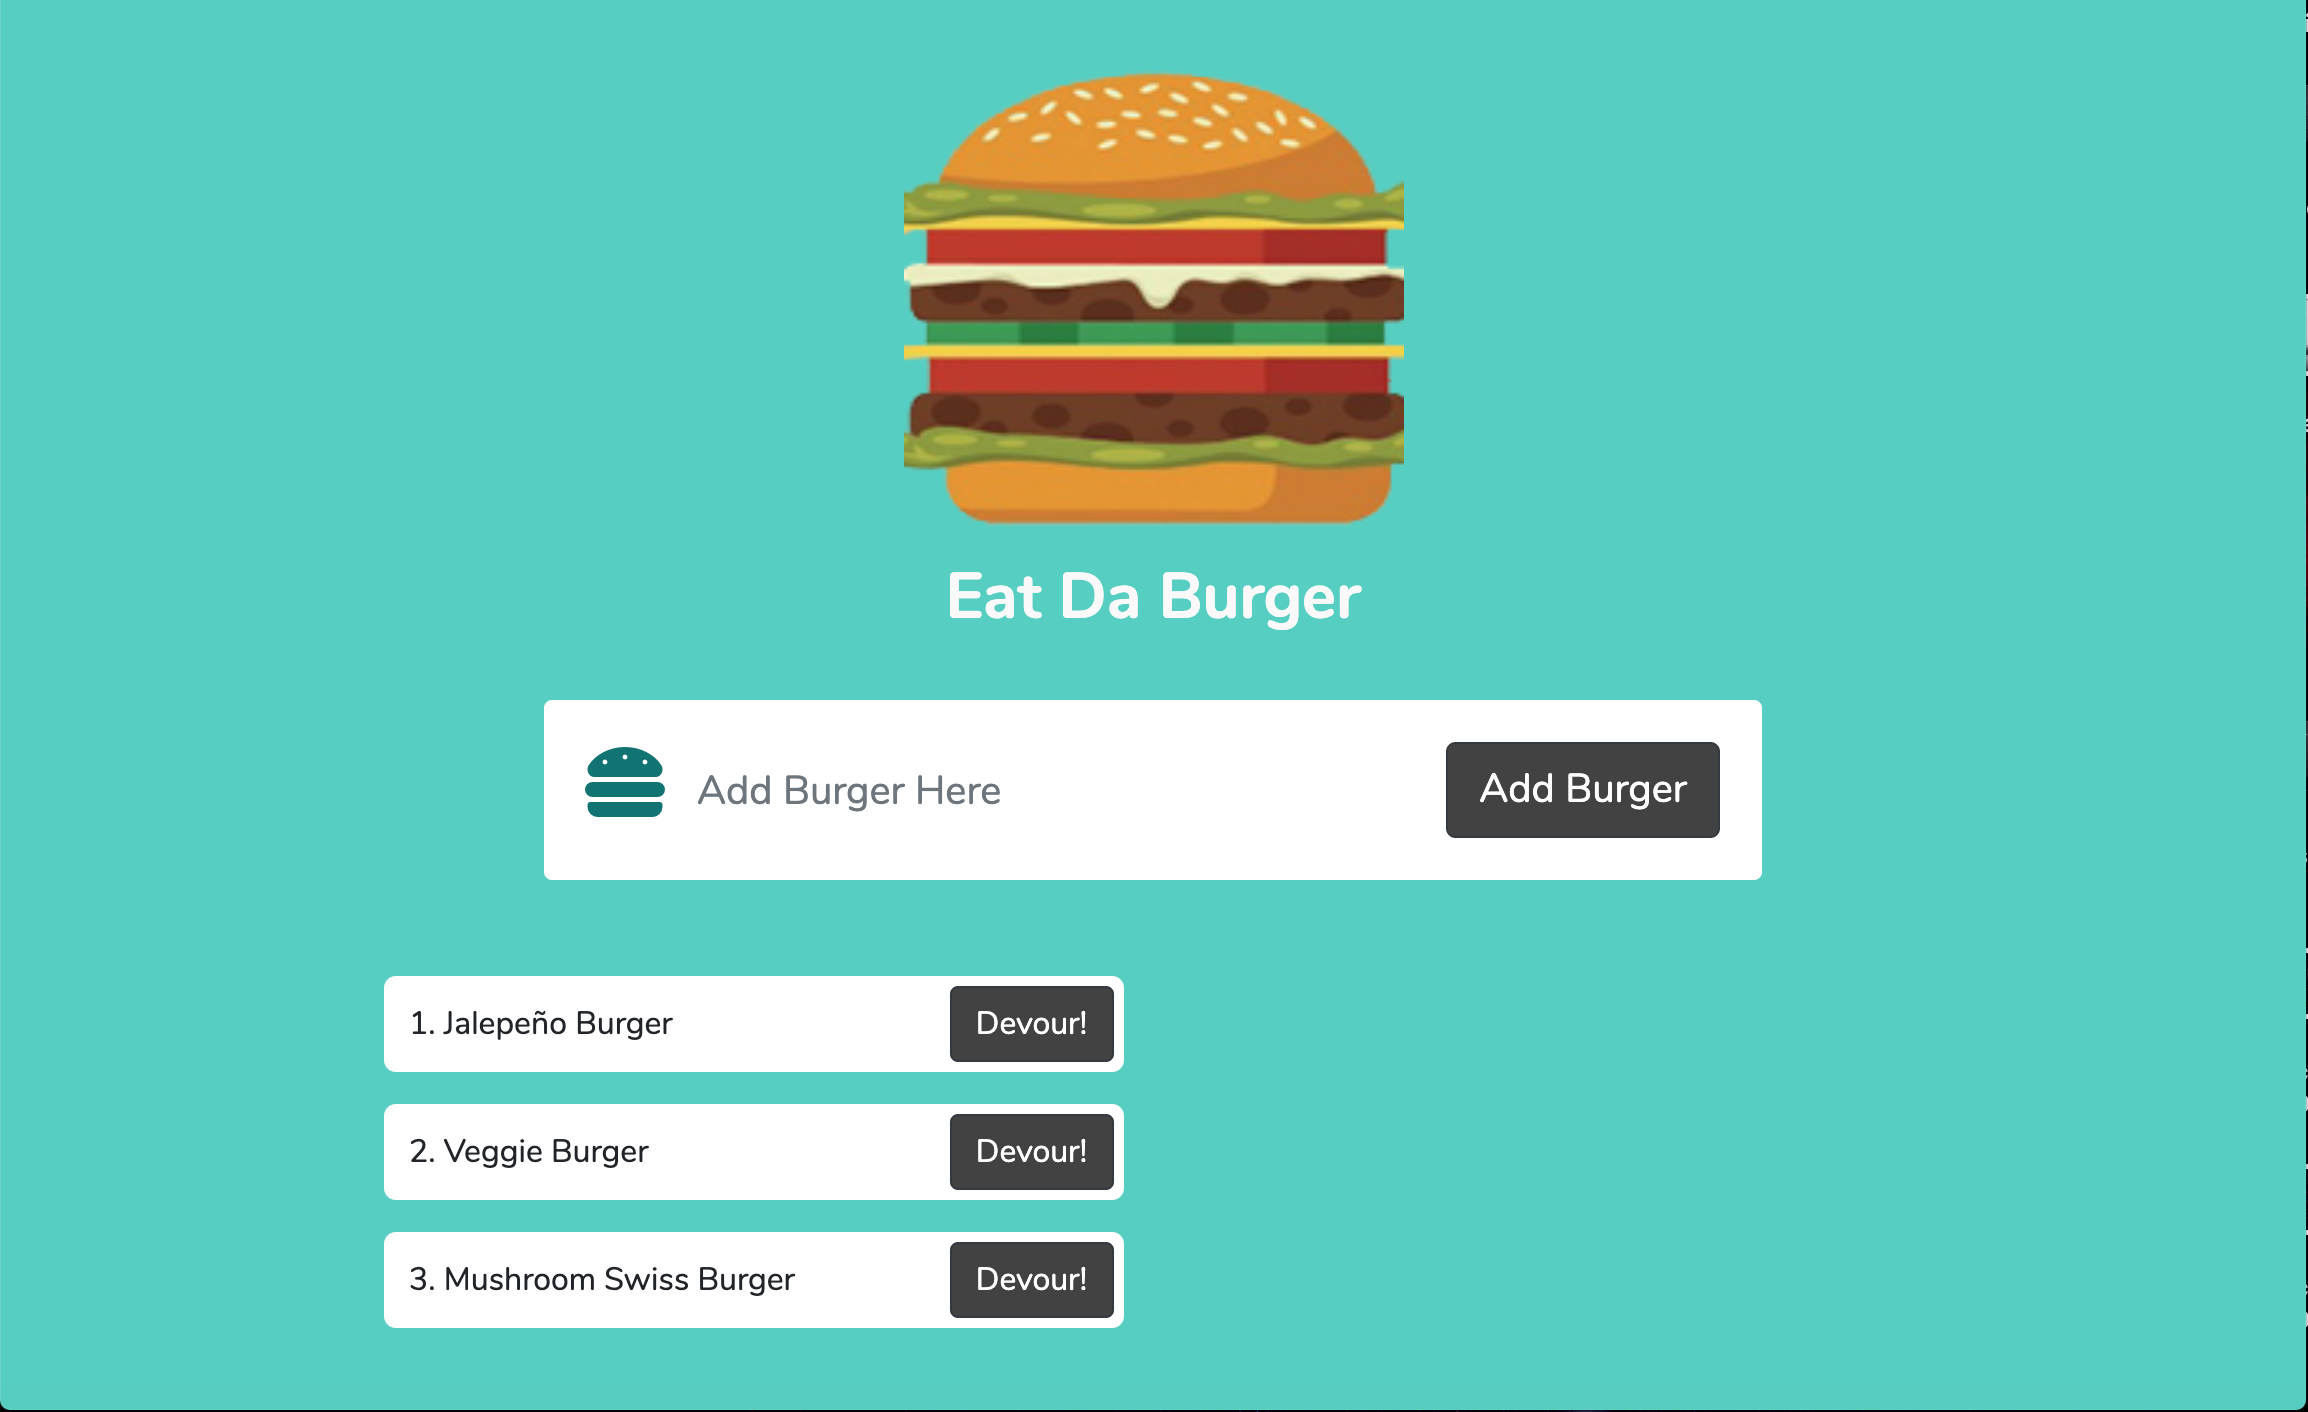 Eat Da Burger
Add Burger Here
Add Burger
1. Jalepeño Burger
Devour!
2. Veggie Burger
Devour!
3. Mushroom Swiss Burger
Devour!